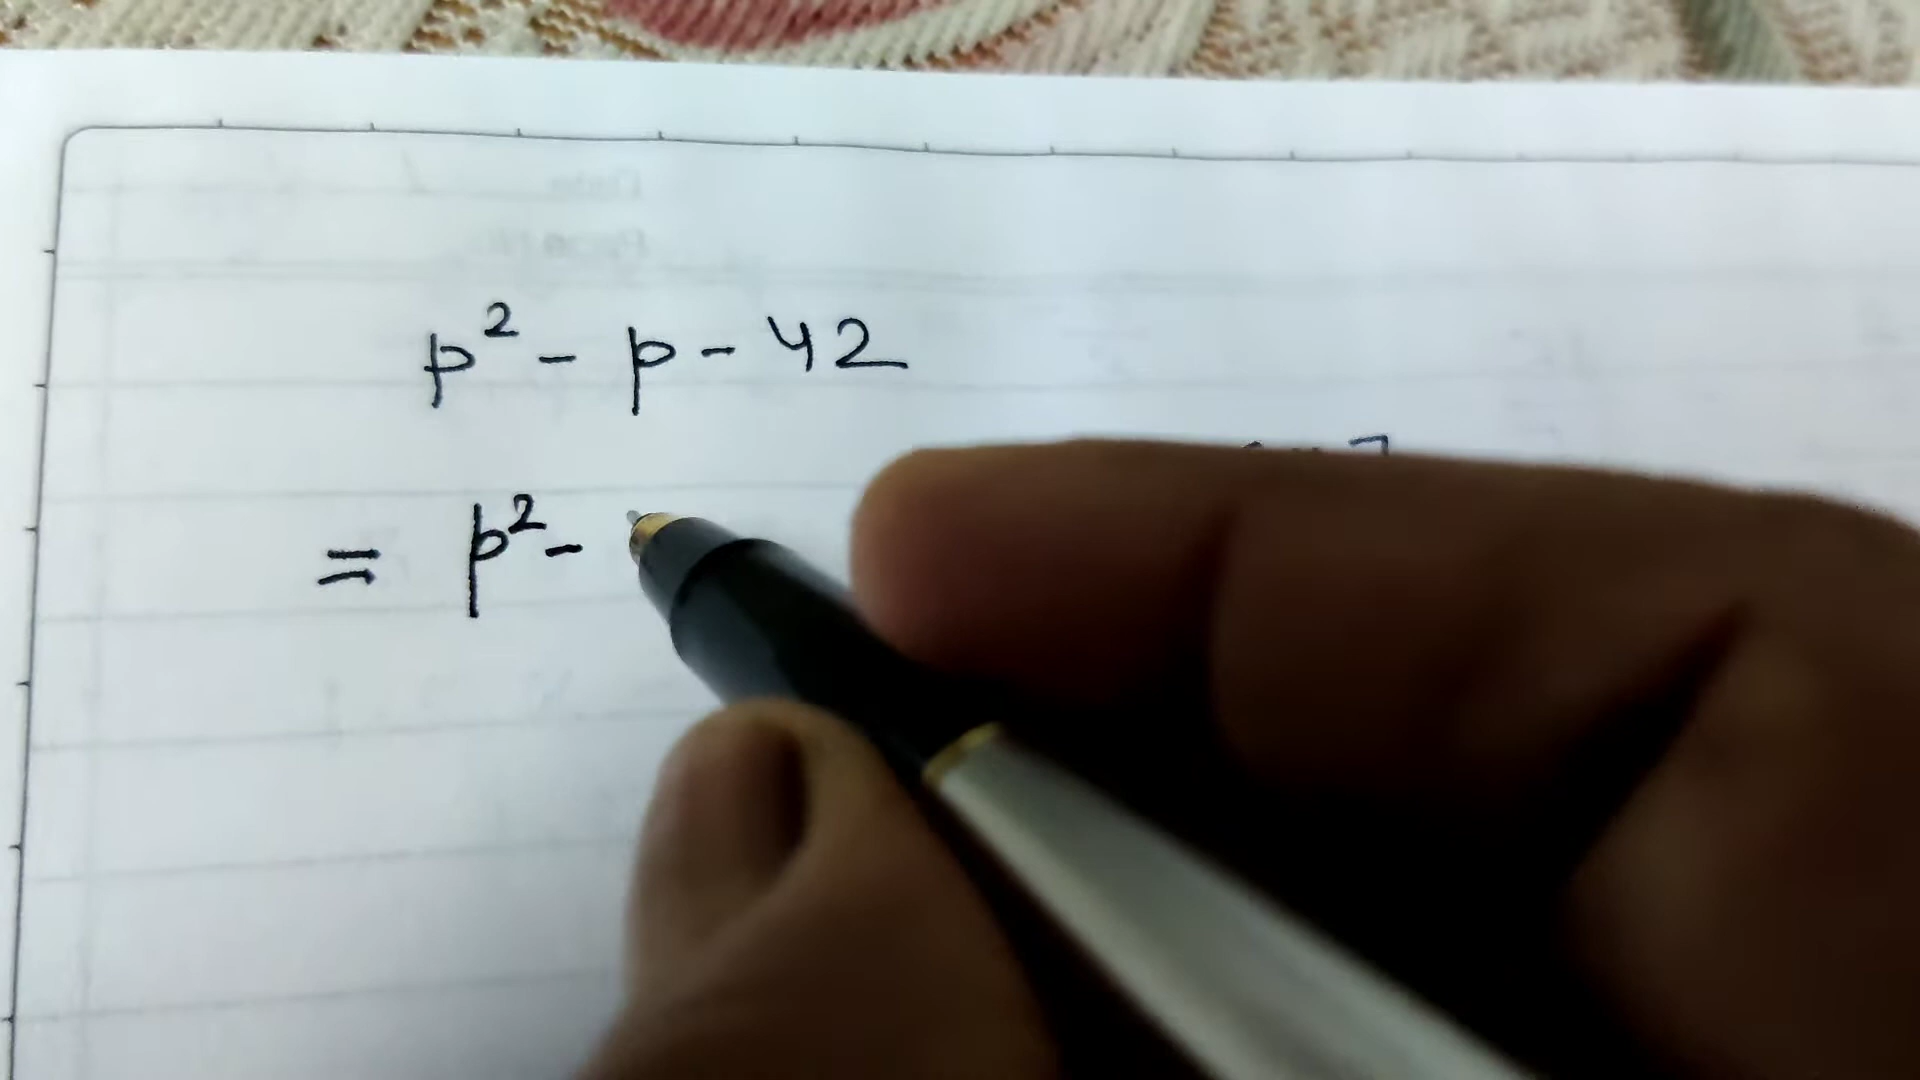 p² - p - 42
= p² -